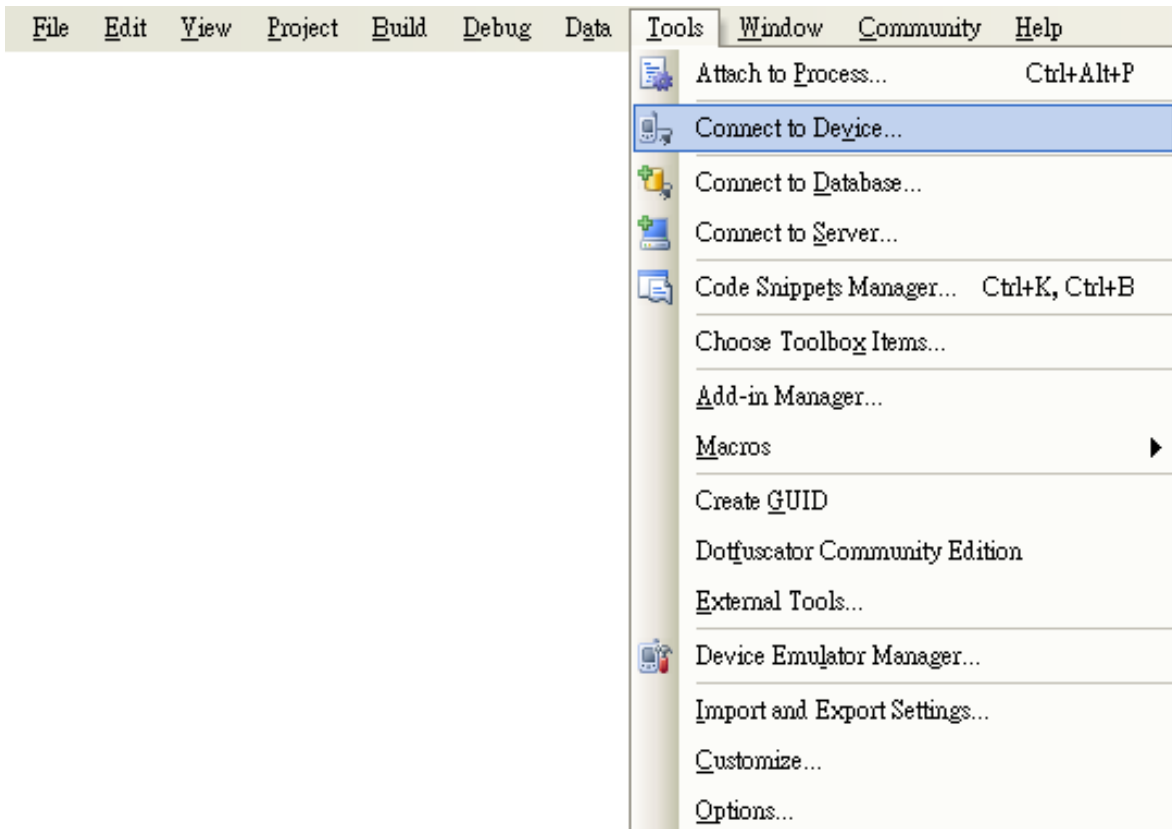 File Edit View Project Build Debug Data Tools Window Community Help
Attach to Process... Ctrl+Alt+P
Connect to Device...
Connect to Database...
Connect to Server...
Code Snippets Manager... Ctrl+K, Ctrl+B
Choose Toolbox Items...
Add-in Manager...
Macros
Create GUID
Dotfuscator Community Edition
External Tools...
Device Emulator Manager...
Import and Export Settings...
Customize...
Options...